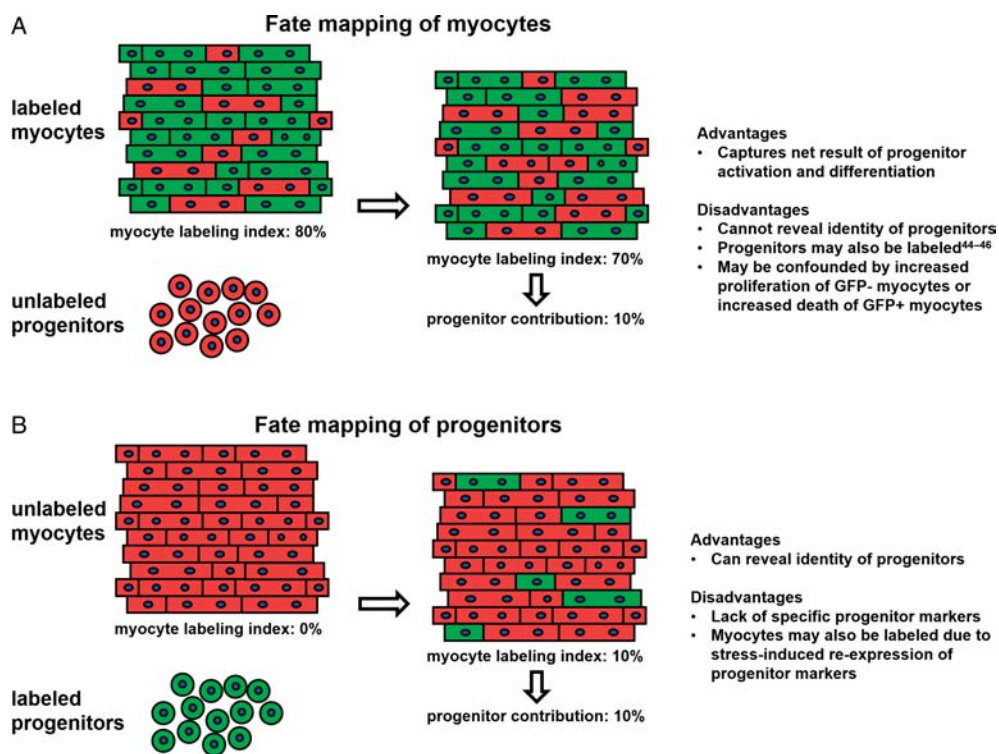 A
Fate mapping of myocytes
labeled
myocytes
myocyte labeling index: 80%
unlabeled
progenitors
myocyte labeling index: 70%
progenitor contribution: 10%
Advantages
• Captures net result of progenitor
activation and differentiation
Disadvantages
• Cannot reveal identity of progenitors
• Progenitors may also be labeled44–46
• May be confounded by increased
proliferation of GFP- myocytes or
increased death of GFP+ myocytes
B
Fate mapping of progenitors
unlabeled
myocytes
myocyte labeling index: 0%
labeled
progenitors
myocyte labeling index: 10%
progenitor contribution: 10%
Advantages
• Can reveal identity of progenitors
Disadvantages
• Lack of specific progenitor markers
• Myocytes may also be labeled due to
stress-induced re-expression of
progenitor markers